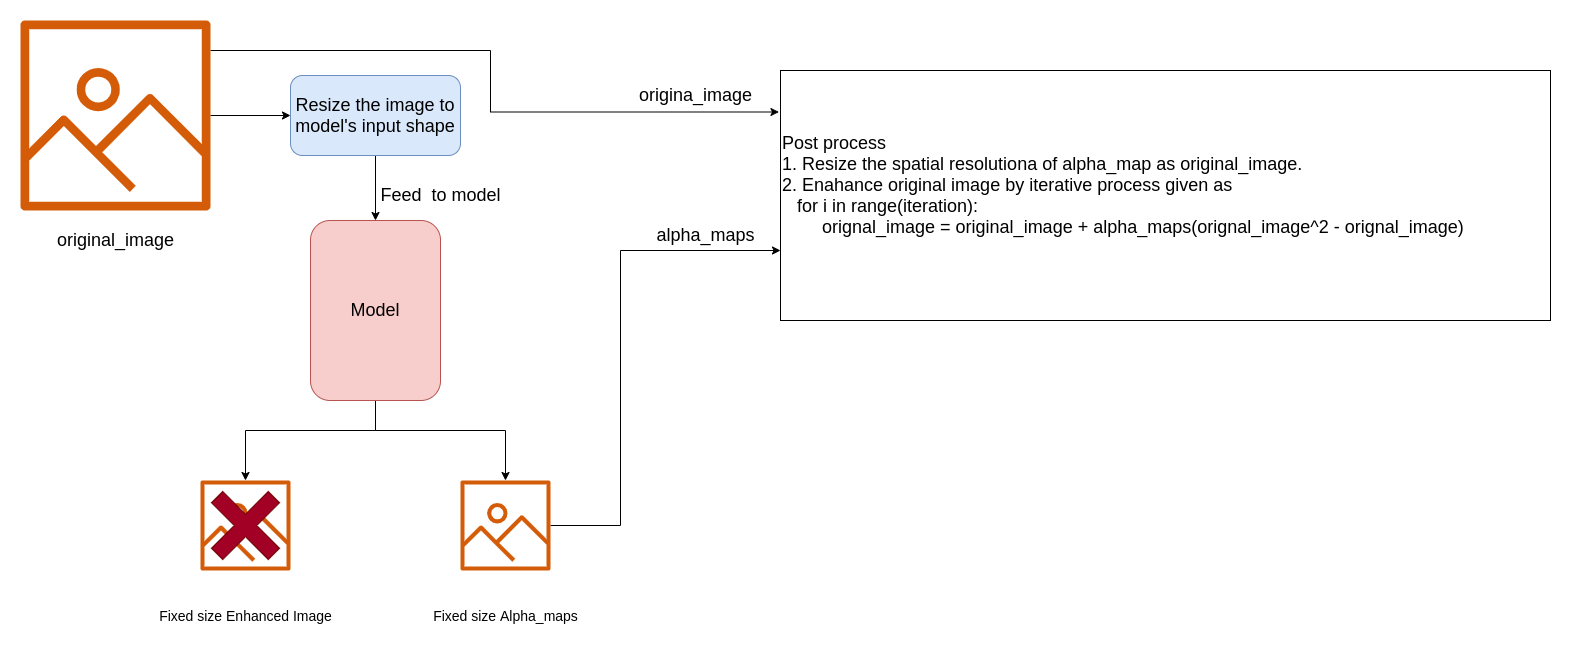 original_image
Resize the image to
model's input shape
Feed  to model
Model
Fixed size Enhanced Image
Fixed size Alpha_maps
origina_image
alpha_maps
Post process
1. Resize the spatial resolutiona of alpha_map as original_image.
2. Enahance original image by iterative process given as
for i in range(iteration):
orignal_image = original_image + alpha_maps(orignal_image^2 - orignal_image)